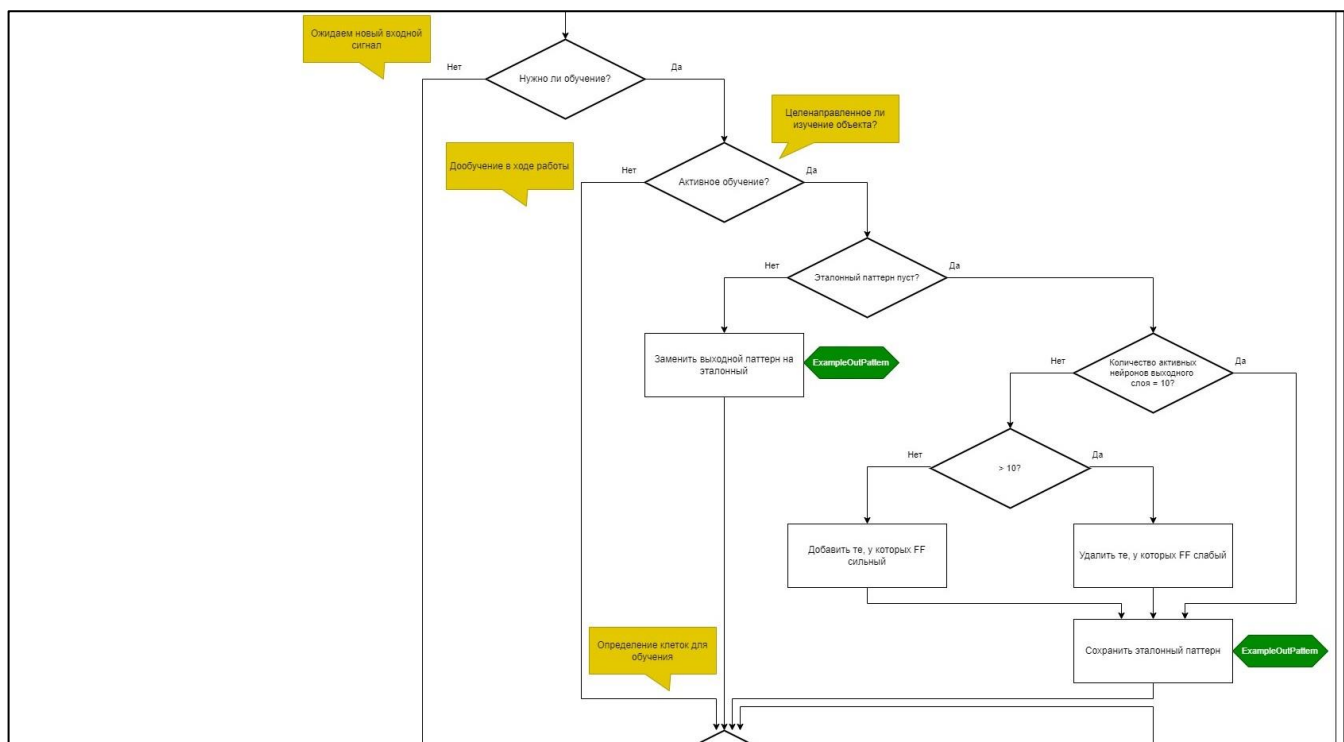 Ожидаем новый входной
сигнал
Нет
Нужно ли обучение?
Да
Целенаправленное ли
изучение объекта?
Дообучение в ходе работы
Нет
Активное обучение?
Да
Нет
Эталонный паттерн пуст?
Да
Заменить выходной паттерн на
эталонный
ExampleOutPattern
Нет
Количество активных
нейронов выходного
слоя = 10?
Да
Нет
> 10?
Да
Добавить те, у которых FF
сильный
Удалить те, у которых FF слабый
Определение клеток для
обучения
Сохранить эталонный паттерн
ExampleOutPattern